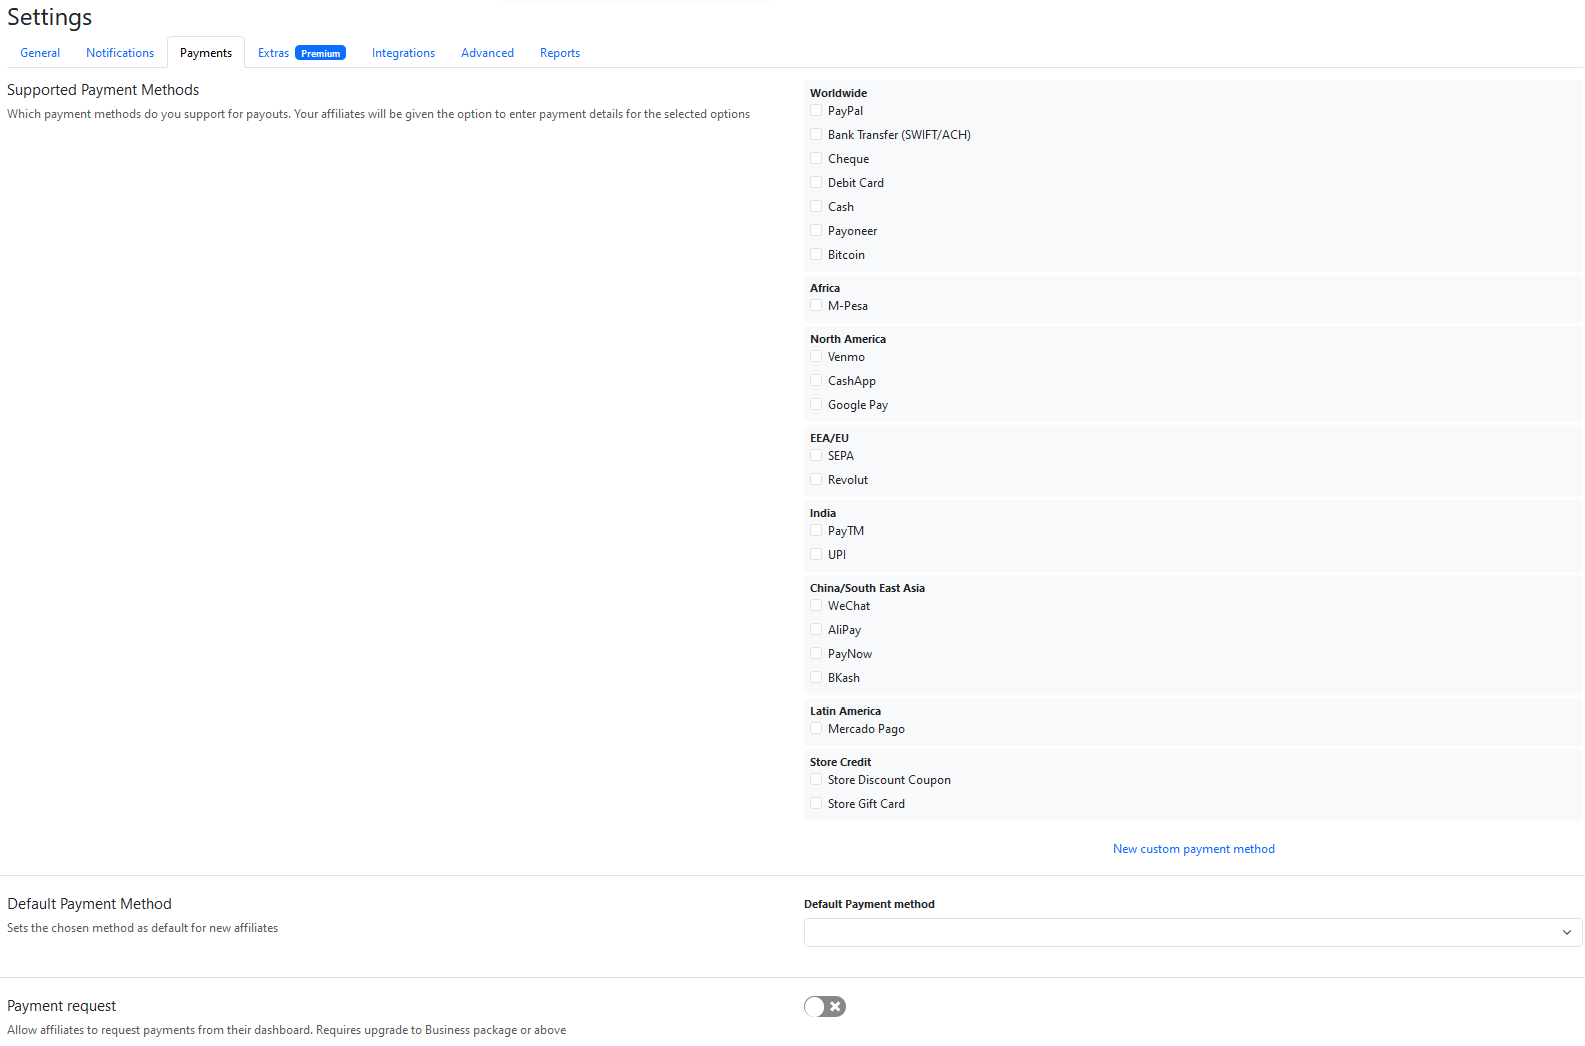 Settings
General
Notifications
Payments
Extras Premium
Integrations
Advanced
Reports
Supported Payment Methods
Which payment methods do you support for payouts. Your affiliates will be given the option to enter payment details for the selected options
Worldwide
PayPal
Bank Transfer (SWIFT/ACH)
Cheque
Debit Card
Cash
Payoneer
Bitcoin
Africa
M-Pesa
North America
Venmo
CashApp
Google Pay
EEA/EU
SEPA
Revolut
India
PayTM
UPI
China/South East Asia
WeChat
AliPay
PayNow
BKash
Latin America
Mercado Pago
Store Credit
Store Discount Coupon
Store Gift Card
New custom payment method
Default Payment Method
Sets the chosen method as default for new affiliates
Default Payment method
Payment request
Allow affiliates to request payments from their dashboard. Requires upgrade to Business package or above